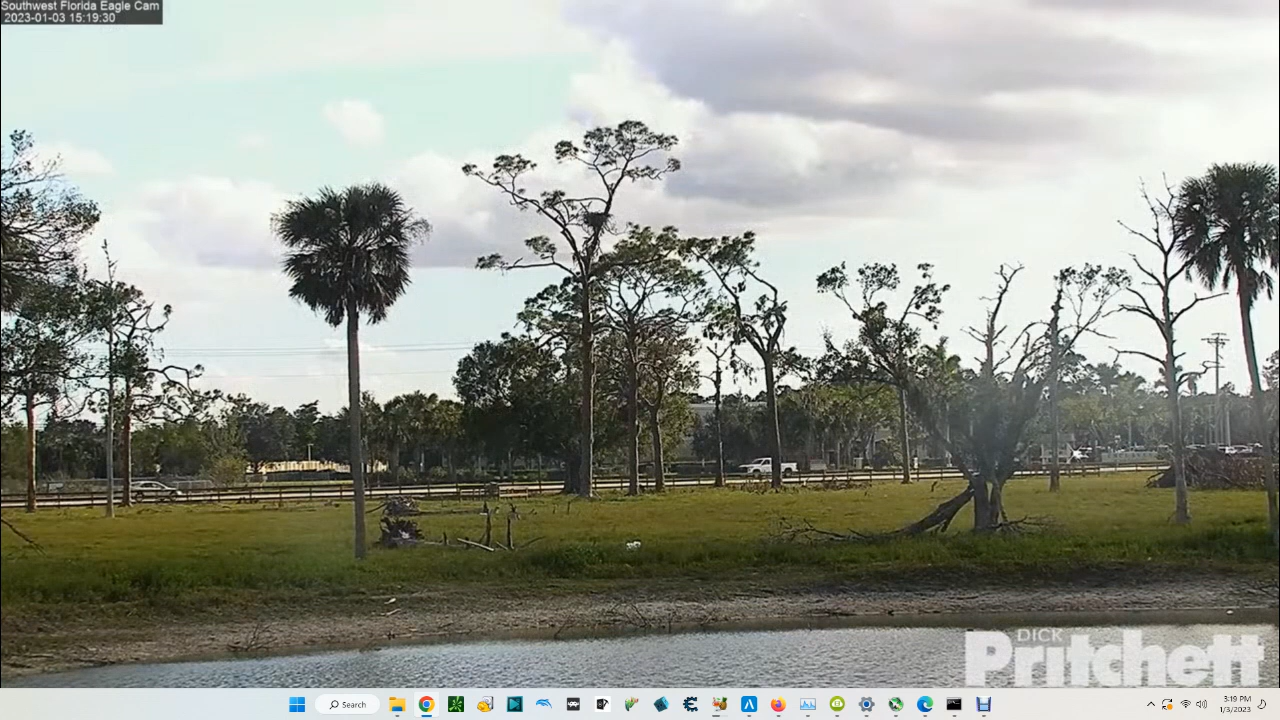 Southwest Florida Eagle Cam
2023-01-03 15:19:30
DICK
Pritchett
Search
3:19 PM
1/3/2023